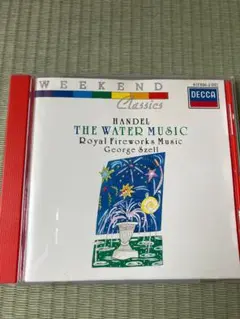 WEEKEND
Classics
DECCA
HANDEL
THE WATER MUSIC
Royal Fireworks Music
George Szell